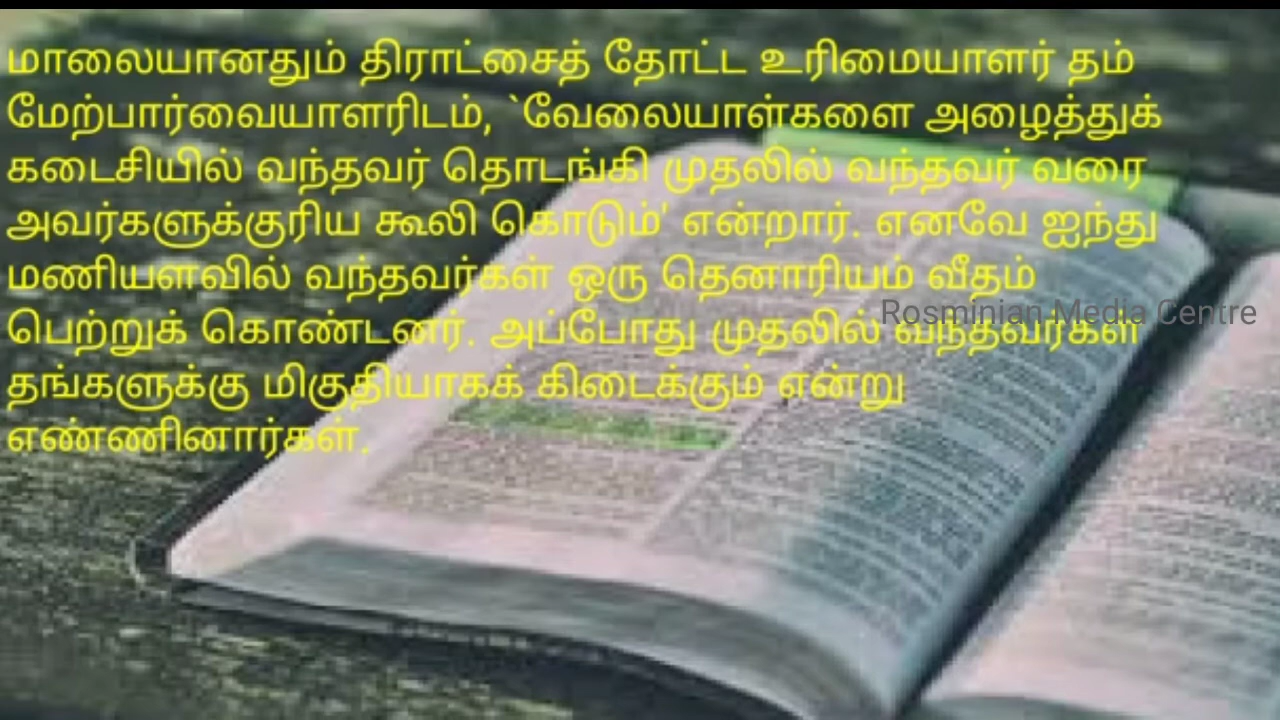 மாலையானதும் திராட்சைத் தோட்ட உரிமையாளர் தம்
மேற்பார்வையாளரிடம், `வேலையாள்களை அழைத்துக்
கடைசியில் வந்தவர் தொடங்கி முதலில் வந்தவர் வரை
அவர்களுக்குரிய கூலி கொடும்' என்றார். எனவே ஐந்து
மணியளவில் வந்தவர்கள் ஒரு தெனாரியம் வீதம்
Rosminian Media Centre
பெற்றுக் கொண்டனர். அப்போது முதலில் வந்தவர்கள்
தங்களுக்கு மிகுதியாகக் கிடைக்கும் என்று
எண்ணினார்கள்.